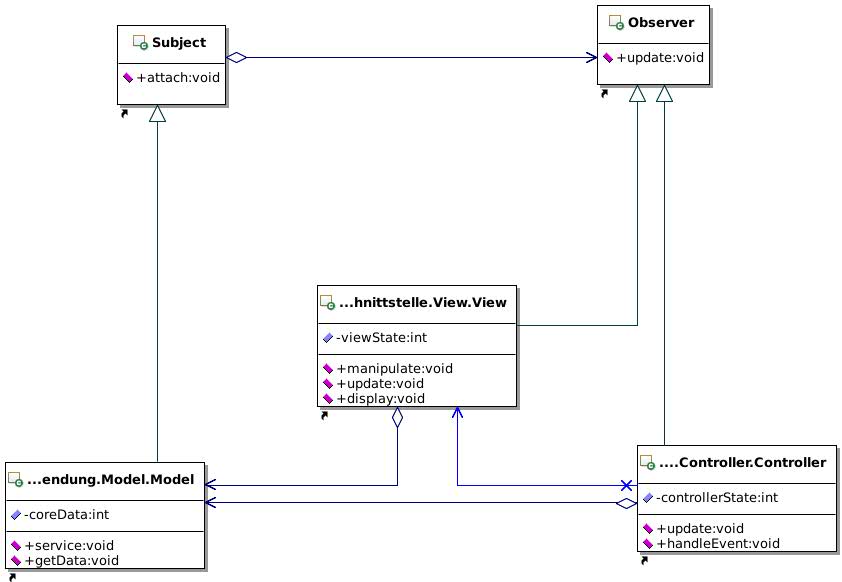 Subject
+attach:void
Observer
+update:void
...hnittstelle.View.View
-viewState:int
+manipulate:void
+update:void
+display:void
...endung.Model.Model
-coreData:int
+service:void
+getData:void
....Controller.Controller
-controllerState:int
+update:void
+handleEvent:void